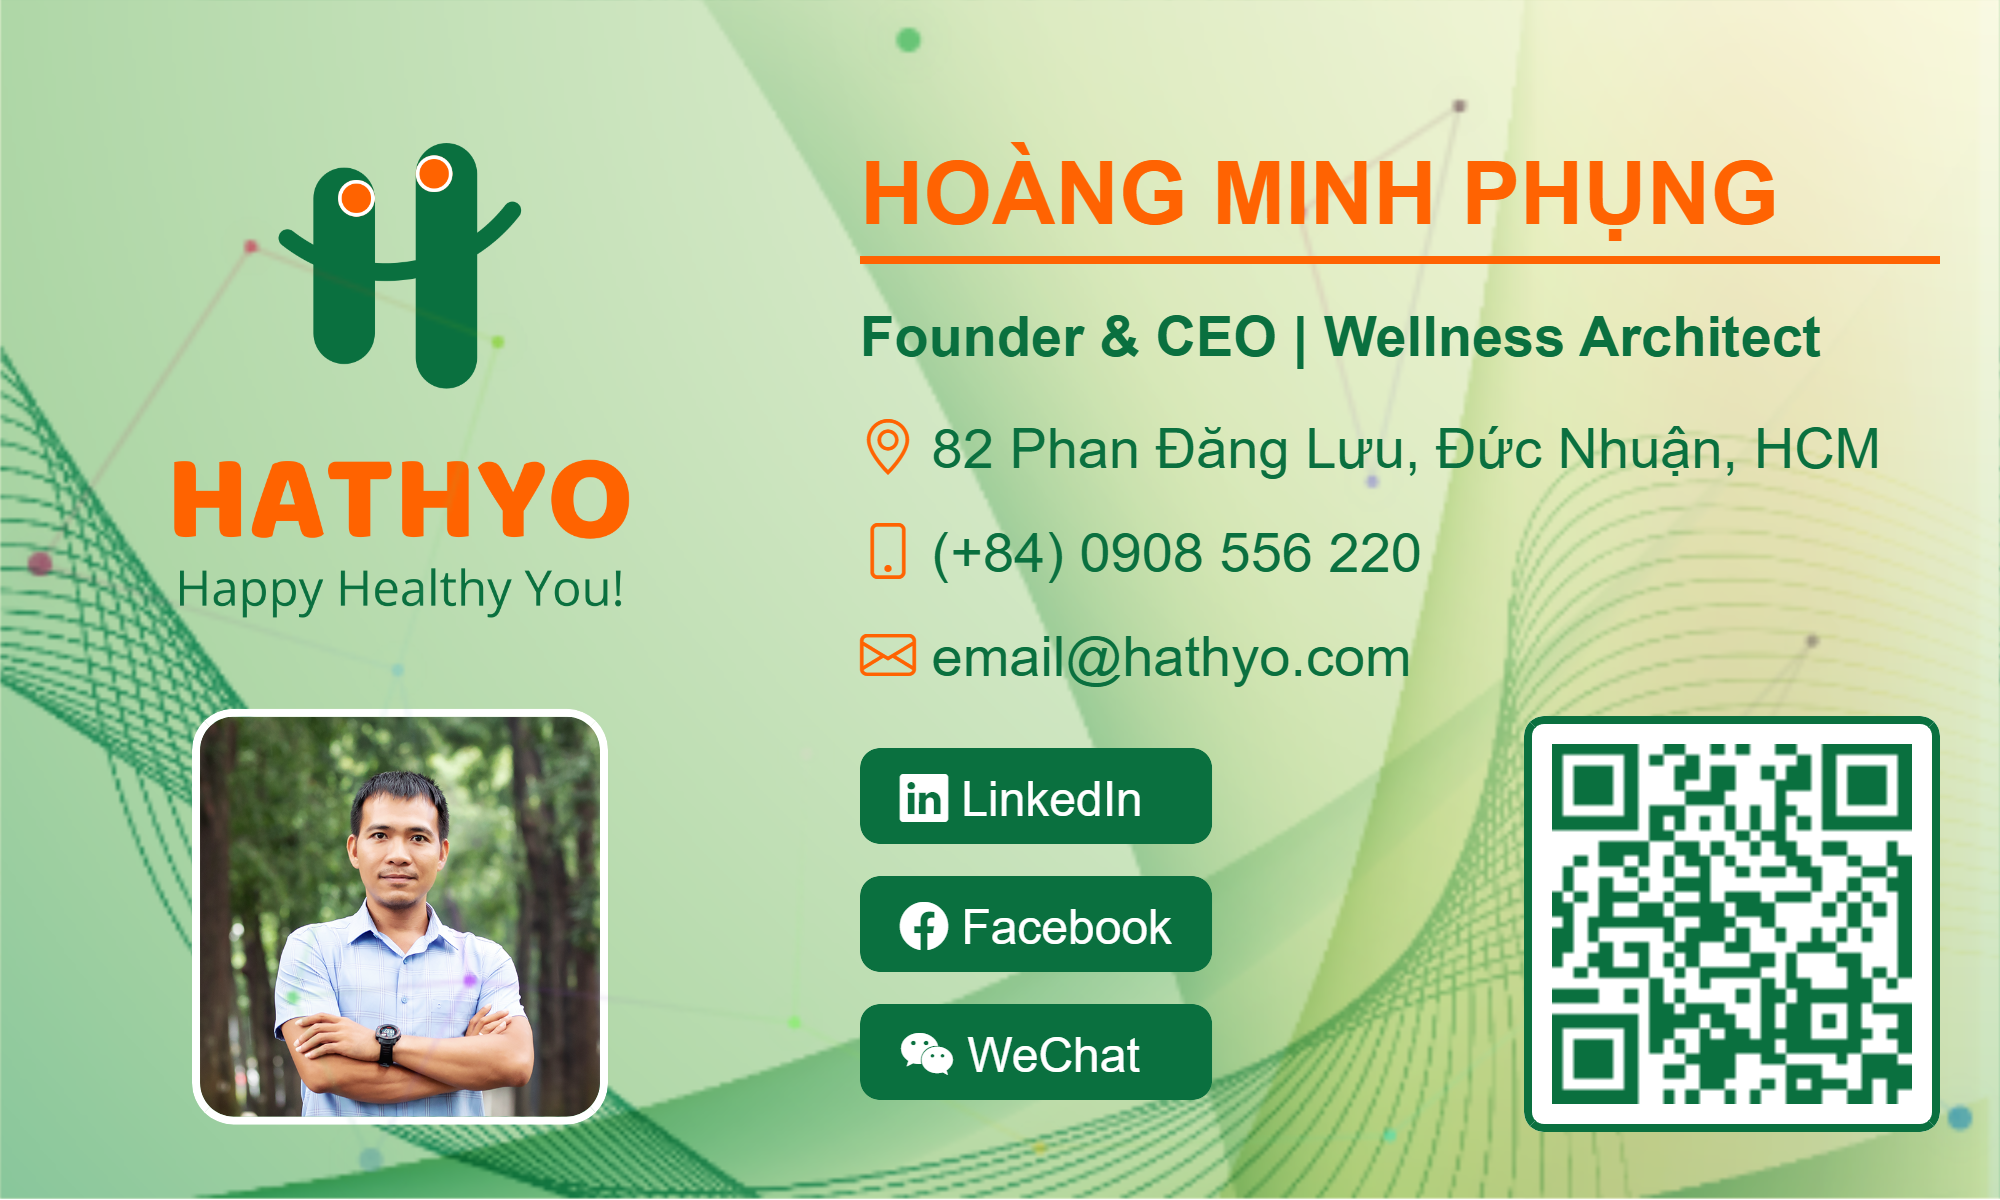 HATHYO
Happy Healthy You!
HOÀNG MINH PHỤNG
Founder & CEO | Wellness Architect
82 Phan Đăng Lưu, Đức Nhuận, HCM
(+84) 0908 556 220
email@hathyo.com
LinkedIn
Facebook
WeChat